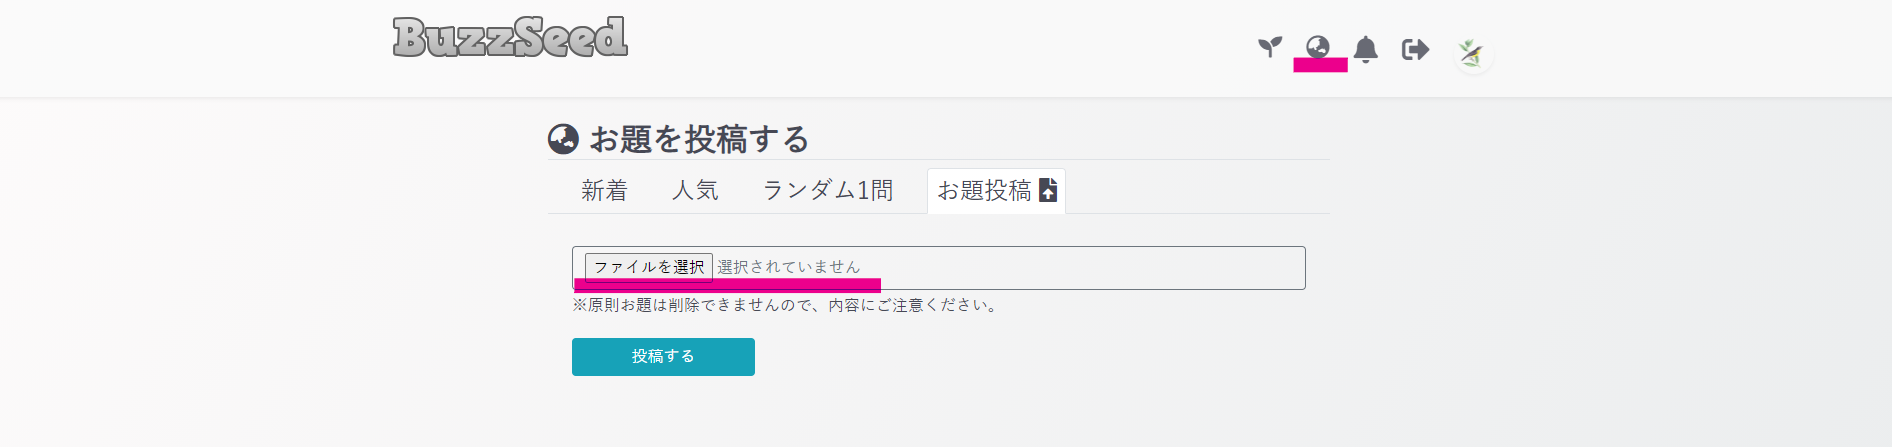 BuzzSeed
お題を投稿する
新着 人気 ランダム1問 お題投稿
ファイルを選択 選択されていません
※原則お題は削除できませんので、内容にご注意ください。
投稿する